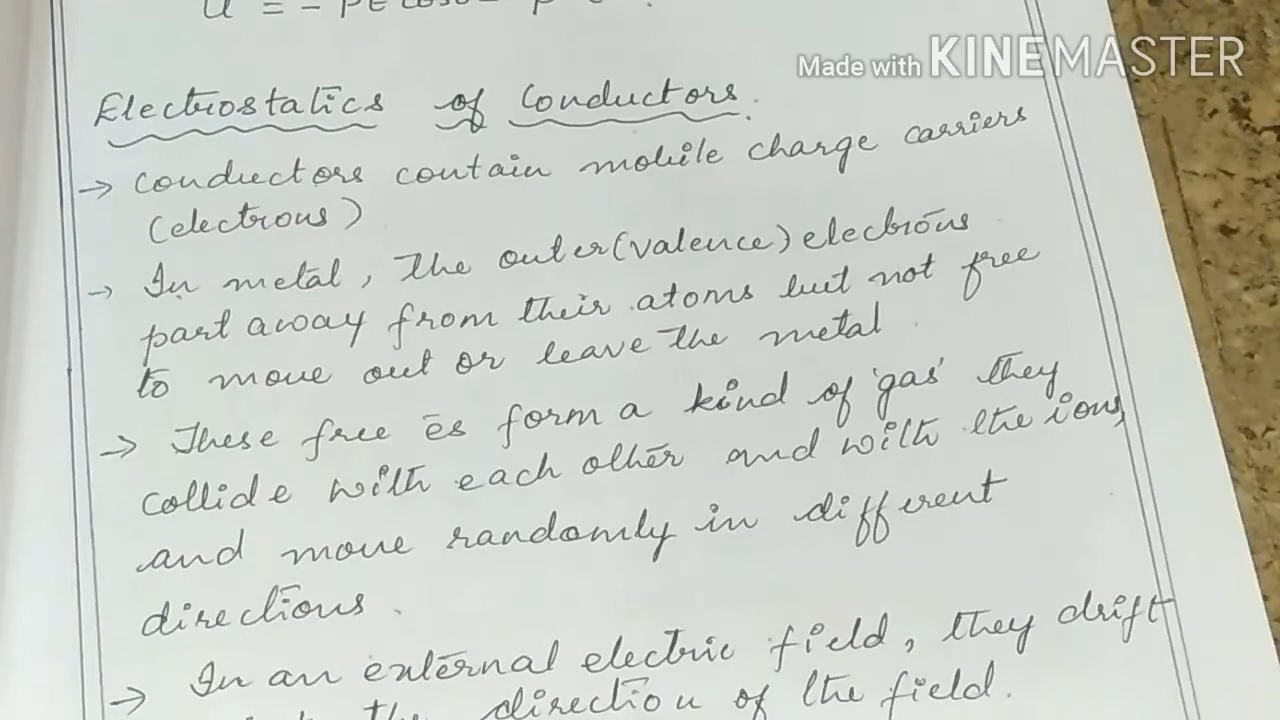 U = - PE cosθ
Made with KINEMASTER
Electrostatics of Conductors.
→ Conductors contain mobile charge carriers
(electrons)
→ In metal, the outer (valence) electrons
part away from their atoms but not free
to move out or leave the metal
→ These free ēs form a kind of 'gas' they
collide with each other and with the ions,
and move randomly in different
directions.
→ In an external electric field, they drift
the direction of the field.